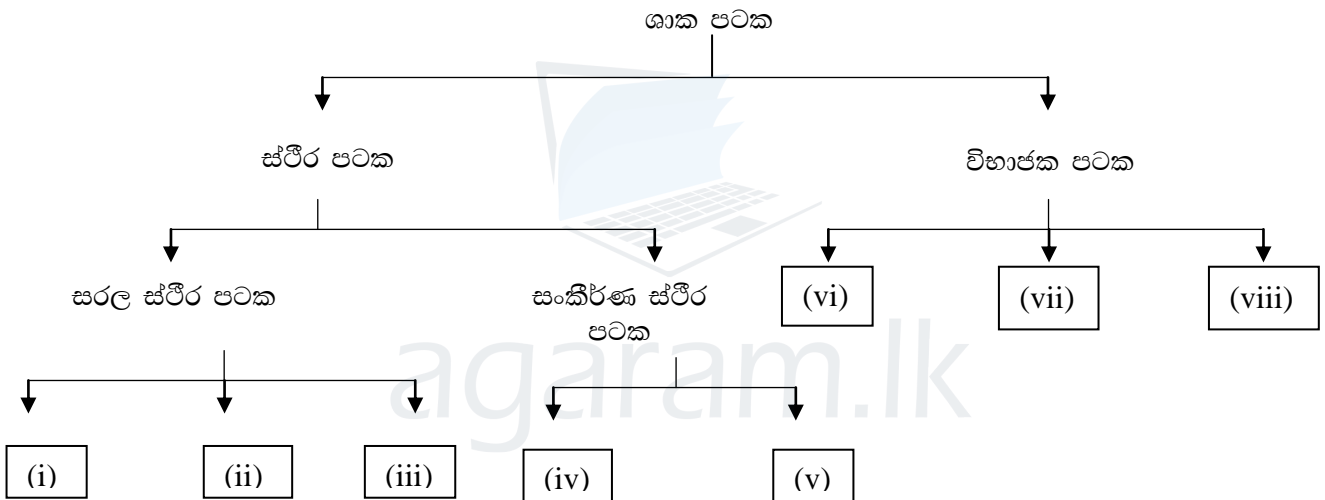 ශාක පටක
ස්ථීර පටක
විභාජක පටක
සරල ස්ථීර පටක
සංකීර්ණ ස්ථීර
පටක
(vi)
(vii)
(viii)
agaram.lk
(i)
(ii)
(iii)
(iv)
(v)